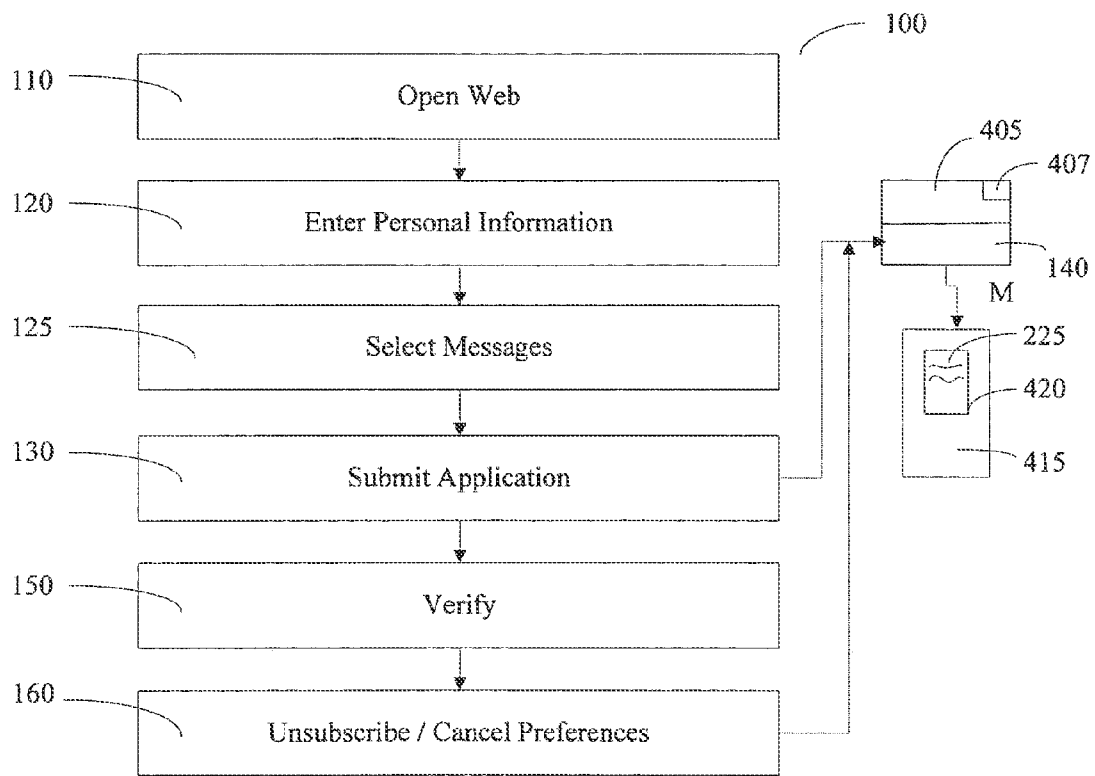 100
110
Open Web
405
407
120
Enter Personal Information
140
M
125
Select Messages
225
420
415
130
Submit Application
150
Verify
160
Unsubscribe / Cancel Preferences